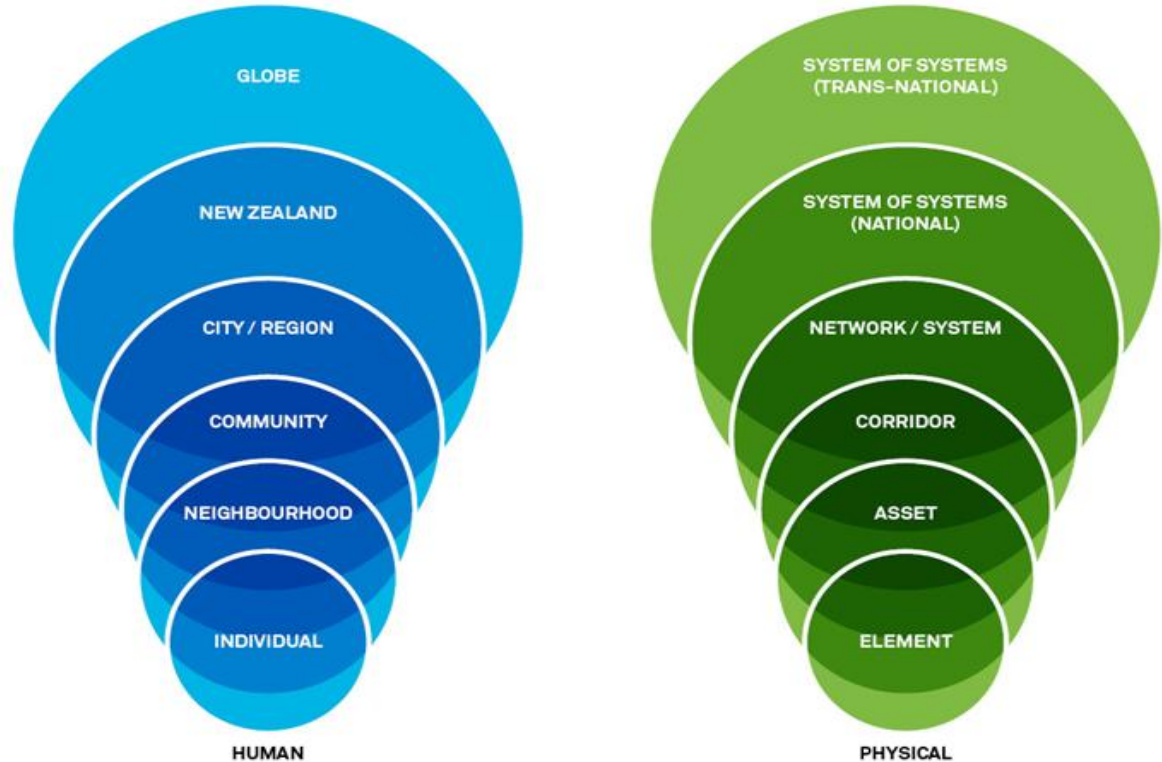 GLOBE
NEW ZEALAND
CITY / REGION
COMMUNITY
NEIGHBOURHOOD
INDIVIDUAL
HUMAN
SYSTEM OF SYSTEMS
(TRANS-NATIONAL)
SYSTEM OF SYSTEMS
(NATIONAL)
NETWORK / SYSTEM
CORRIDOR
ASSET
ELEMENT
PHYSICAL